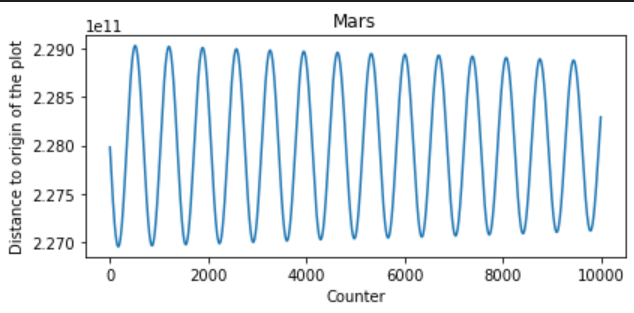 Mars
1e11
2.290
2.285
2.280
2.275
2.270
Distance to origin of the plot
0 2000 4000 6000 8000 10000
Counter